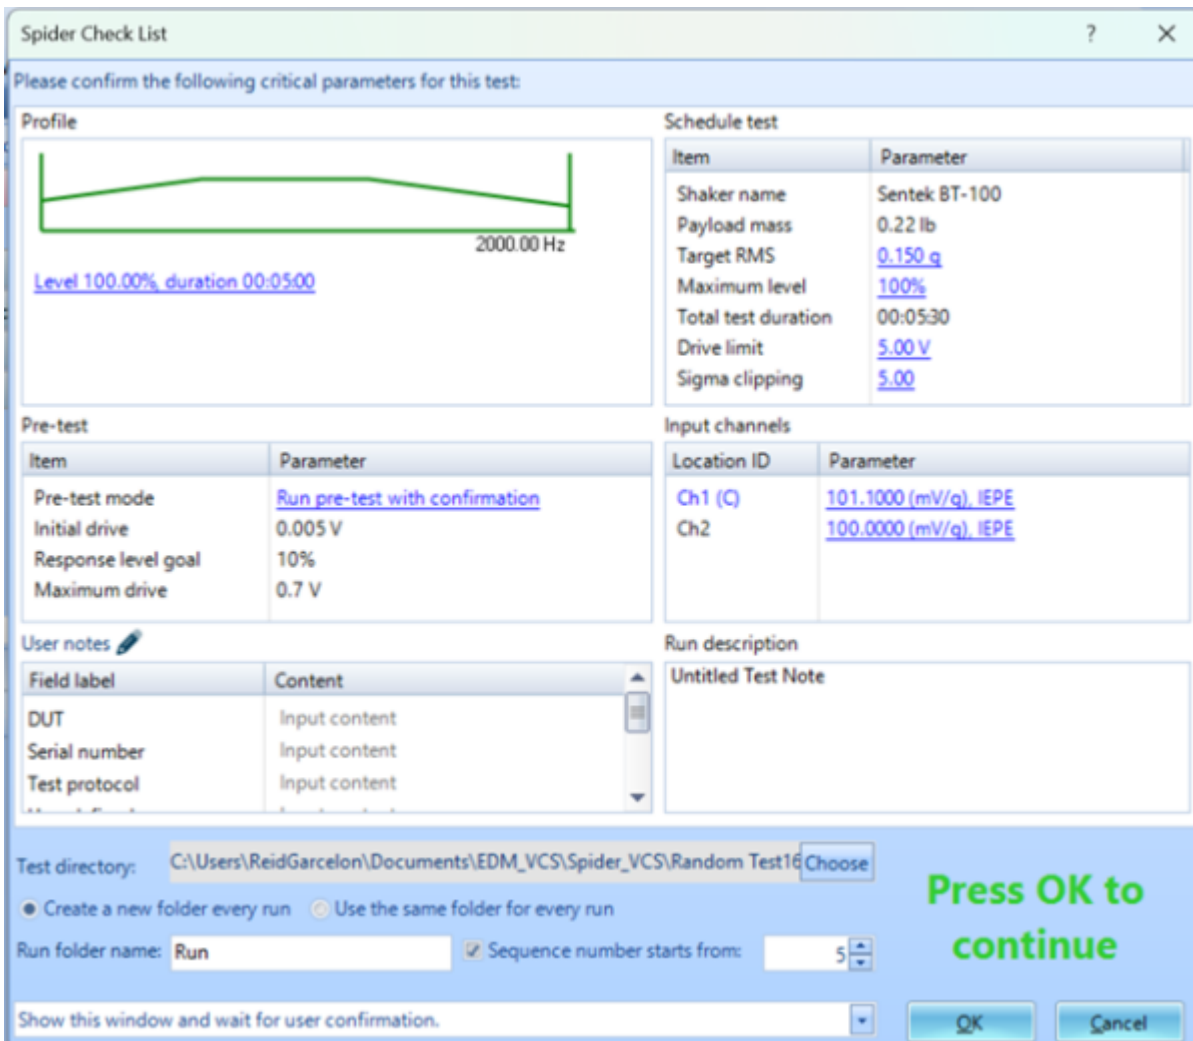 Spider Check List
?
Please confirm the following critical parameters for this test:
Profile
2000.00 Hz
Level 100.00%, duration 00:05:00
Schedule test
Item Parameter
Shaker name Sentek BT-100
Payload mass 0.22 lb
Target RMS 0.150 g
Maximum level 100%
Total test duration 00:05:30
Drive limit 5.00 V
Sigma clipping 5.00
Pre-test
Item Parameter
Pre-test mode Run pre-test with confirmation
Initial drive 0.005 V
Response level goal 10%
Maximum drive 0.7 V
Input channels
Location ID Parameter
Ch1 (C) 101.1000 (mV/g), IEPE
Ch2 100.0000 (mV/g), IEPE
User notes
Field label Content
DUT Input content
Serial number Input content
Test protocol Input content
Run description
Untitled Test Note
Test directory: C:\Users\ReidGarcelon\Documents\EDM_VCS\Spider_VCS\Random Test16 Choose
Create a new folder every run Use the same folder for every run
Run folder name: Run Sequence number starts from: 5
Press OK to
continue
Show this window and wait for user confirmation.
OK Cancel